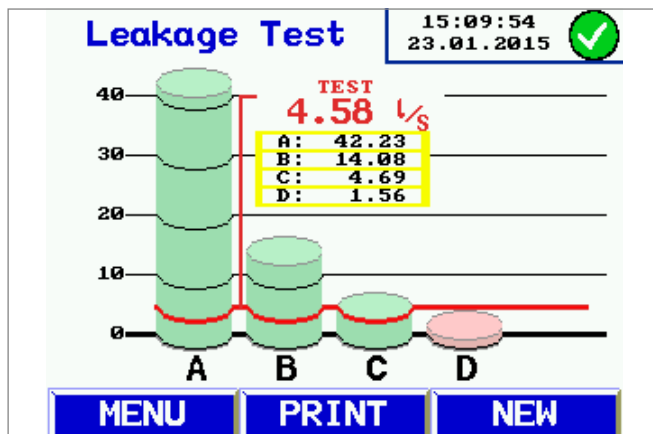 Leakage Test
15:09:54
23.01.2015
TEST
4.58 l/s
A: 42.23
B: 14.08
C: 4.69
D: 1.56
40
30
20
10
0
A B C D
MENU PRINT NEW